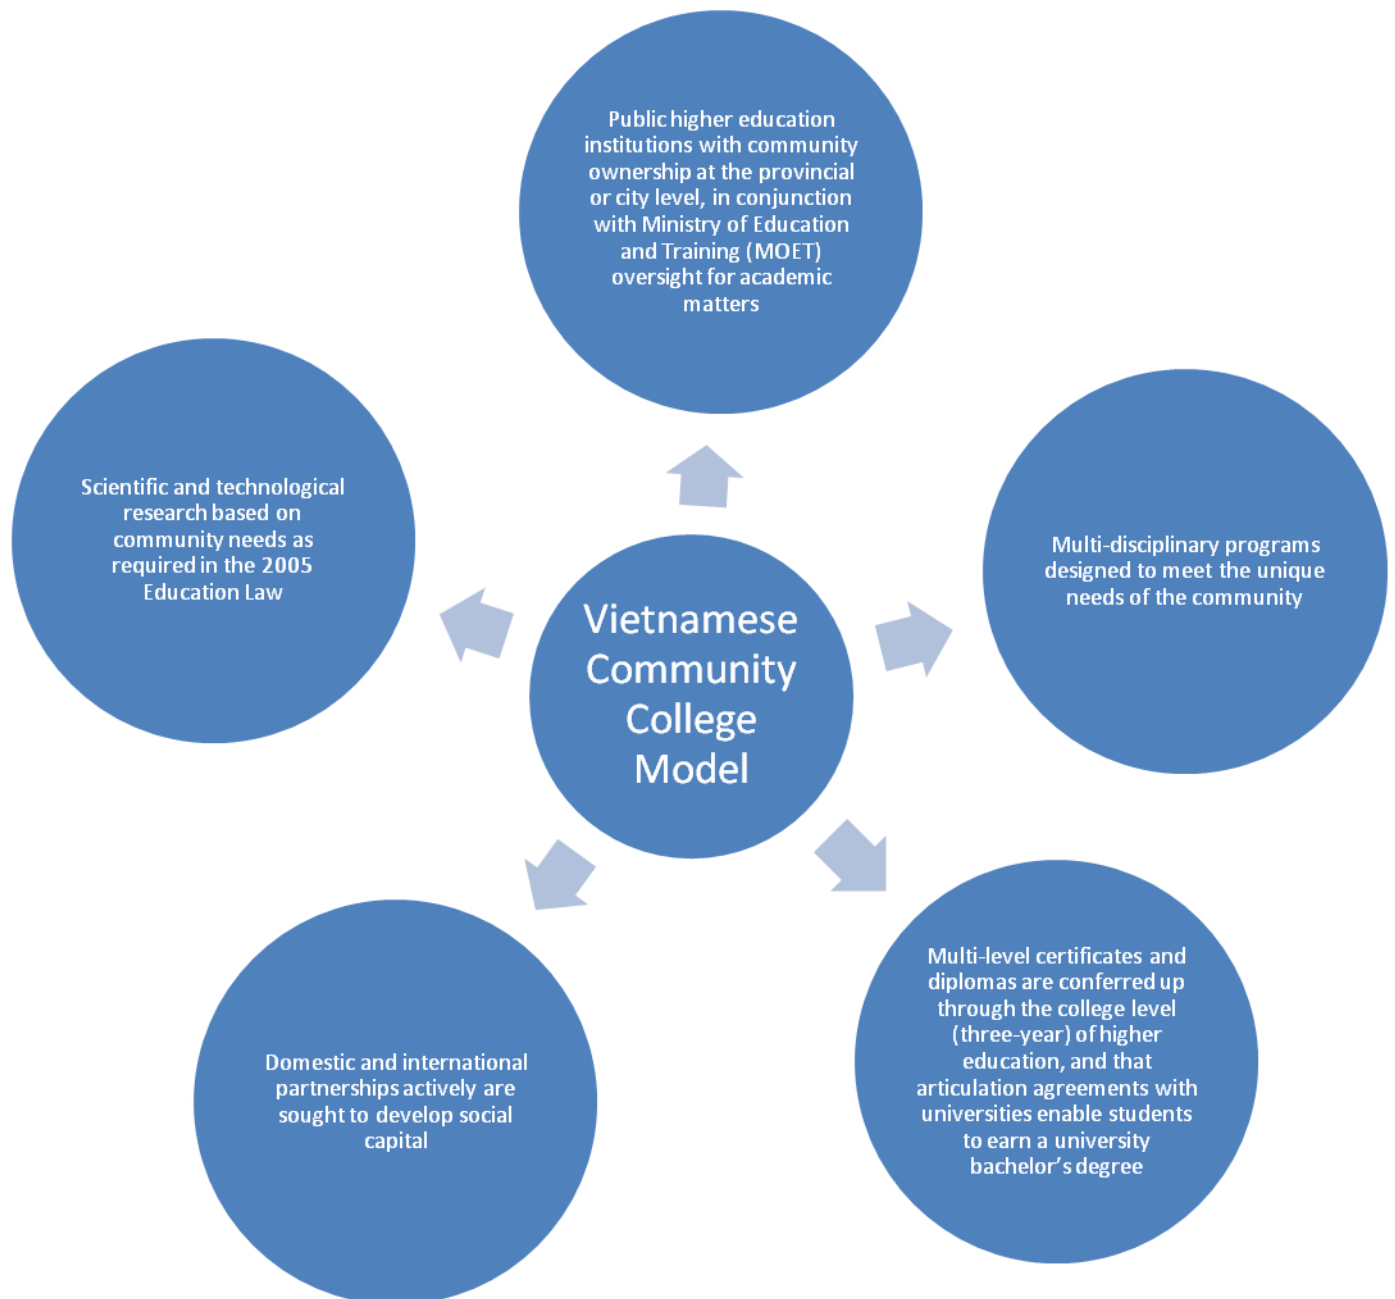 Public higher education
institutions with community
ownership at the provincial
or city level, in conjunction
with Ministry of Education
and Training (MOET)
oversight for academic
matters
Scientific and technological
research based on
community needs as
required in the 2005
Education Law
Multi-disciplinary programs
designed to meet the unique
needs of the community
Vietnamese
Community
College
Model
Multi-level certificates and
diplomas are conferred up
through the college level
(three-year) of higher
education, and that
articulation agreements with
universities enable students
to earn a university
bachelor's degree
Domestic and international
partnerships actively are
sought to develop social
capital